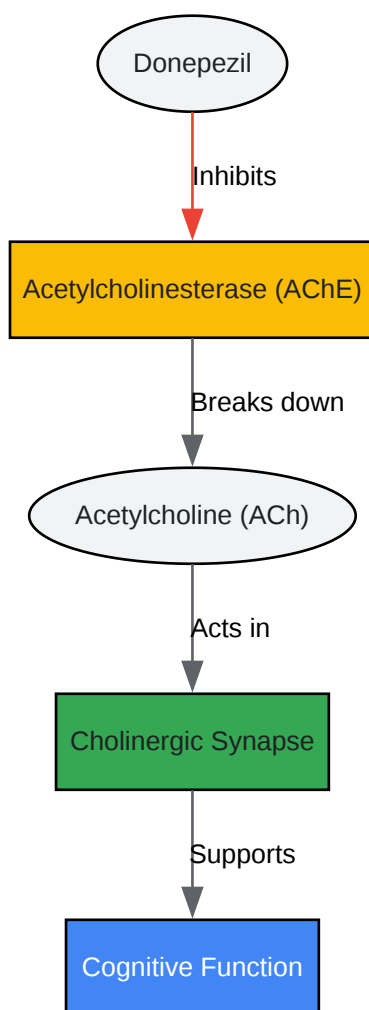 Donepezil
Inhibits
Acetylcholinesterase (AChE)
Breaks down
Acetylcholine (ACh)
Acts in
Cholinergic Synapse
Supports
Cognitive Function